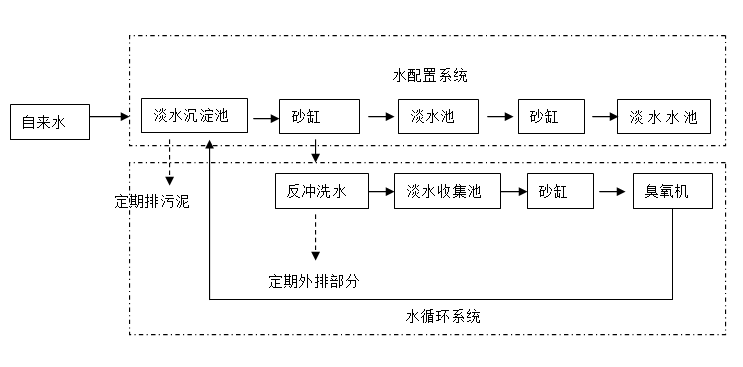 水配置系统
自来水
淡水沉淀池
砂缸
淡水池
砂缸
淡水水池
定期排污泥
反冲洗水
淡水收集池
砂缸
臭氧机
定期外排部分
水循环系统